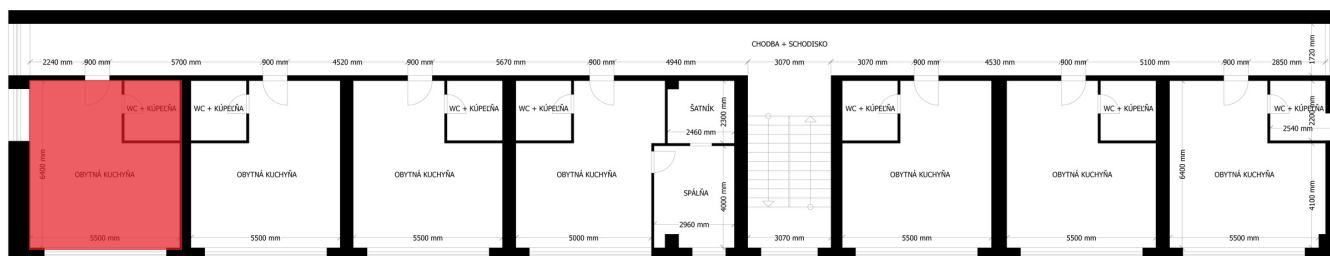 CHODBA + SCHODISKO
1720 mm
2240 mm
900 mm
5700 mm
900 mm
4520 mm
900 mm
5670 mm
900 mm
4940 mm
3070 mm
3070 mm
900 mm
4530 mm
900 mm
5100 mm
900 mm
2850 mm
WC + KÚPEĽŇA
WC + KÚPEĽŇA
WC + KÚPEĽŇA
WC + KÚPEĽŇA
ŠATNÍK
2300 mm
2460 mm
WC + KÚPEĽŇA
WC + KÚPEĽŇA
WC + KÚPEĽŇA
2200 mm
2540 mm
6400 mm
OBYTNÁ KUCHYŇA
OBYTNÁ KUCHYŇA
OBYTNÁ KUCHYŇA
OBYTNÁ KUCHYŇA
SPÁLŇA
4000 mm
2960 mm
OBYTNÁ KUCHYŇA
OBYTNÁ KUCHYŇA
6400 mm
OBYTNÁ KUCHYŇA
4100 mm
5500 mm
5500 mm
5500 mm
5000 mm
3070 mm
5500 mm
5500 mm
5500 mm